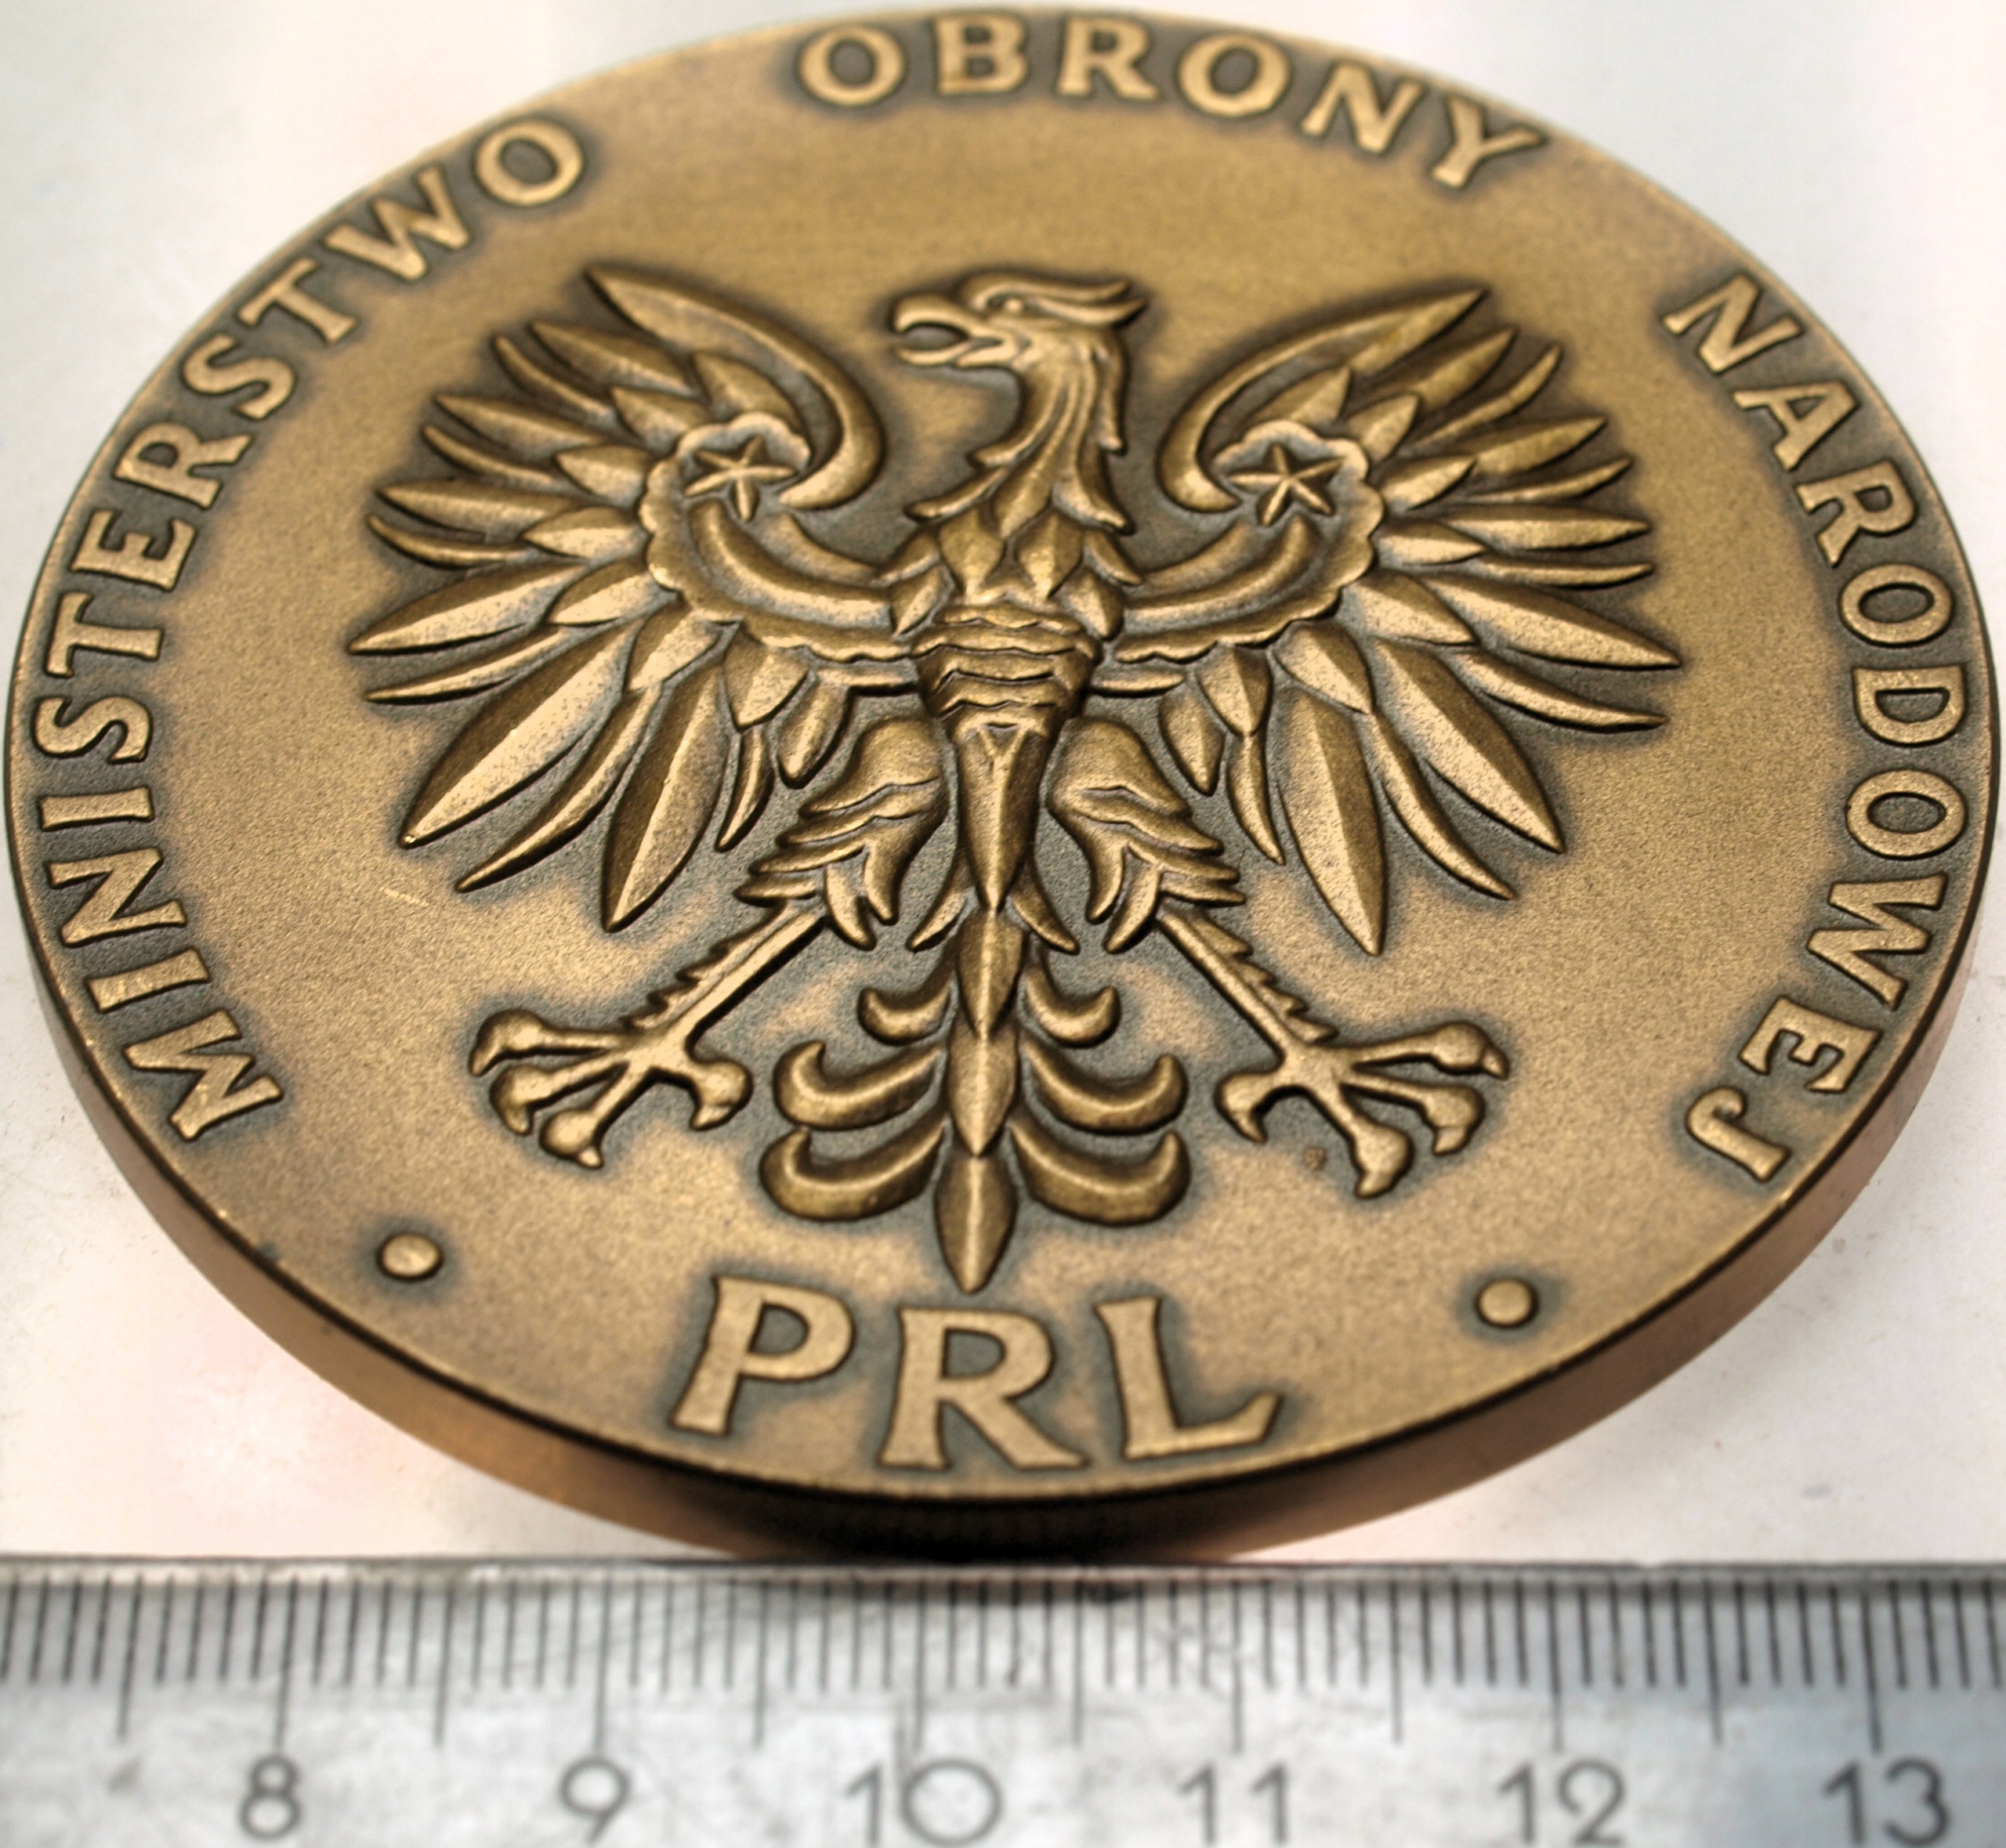 MINISTERSTWO OBRONY NARODOWEJ
• PRL •
8 9 10 11 12 13